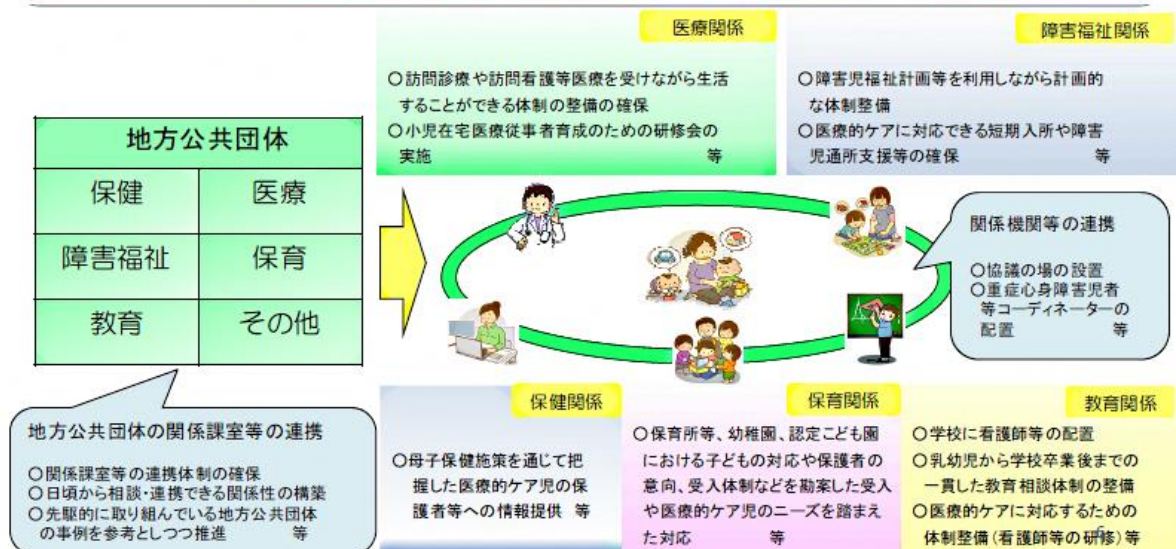 医療関係
○訪問診療や訪問看護等医療を受けながら生活
することができる体制の整備の確保
○小児在宅医療従事者育成のための研修会の
実施 等
障害福祉関係
○障害児福祉計画等を利用しながら計画的
な体制整備
○医療的ケアに対応できる短期入所や障害
児通所支援等の確保 等
地方公共団体
保健 医療
障害福祉 保育
教育 その他
関係機関等の連携
○協議の場の設置
○重症心身障害児者
等コーディネーターの
配置 等
地方公共団体の関係課室等の連携
○関係課室等の連携体制の確保
○日頃から相談・連携できる関係性の構築
○先駆的に取り組んでいる地方公共団体
の事例を参考としつつ推進 等
保健関係
○母子保健施策を通じて把
握した医療的ケア児の保
護者等への情報提供 等
保育関係
○保育所等、幼稚園、認定こども園
における子どもの対応や保護者の
意向、受入体制などを勘案した受入
や医療的ケア児のニーズを踏まえ
た対応 等
教育関係
○学校に看護師等の配置
○乳幼児から学校卒業後までの
一貫した教育相談体制の整備
○医療的ケアに対応するための
体制整備(看護師等の研修)等
6